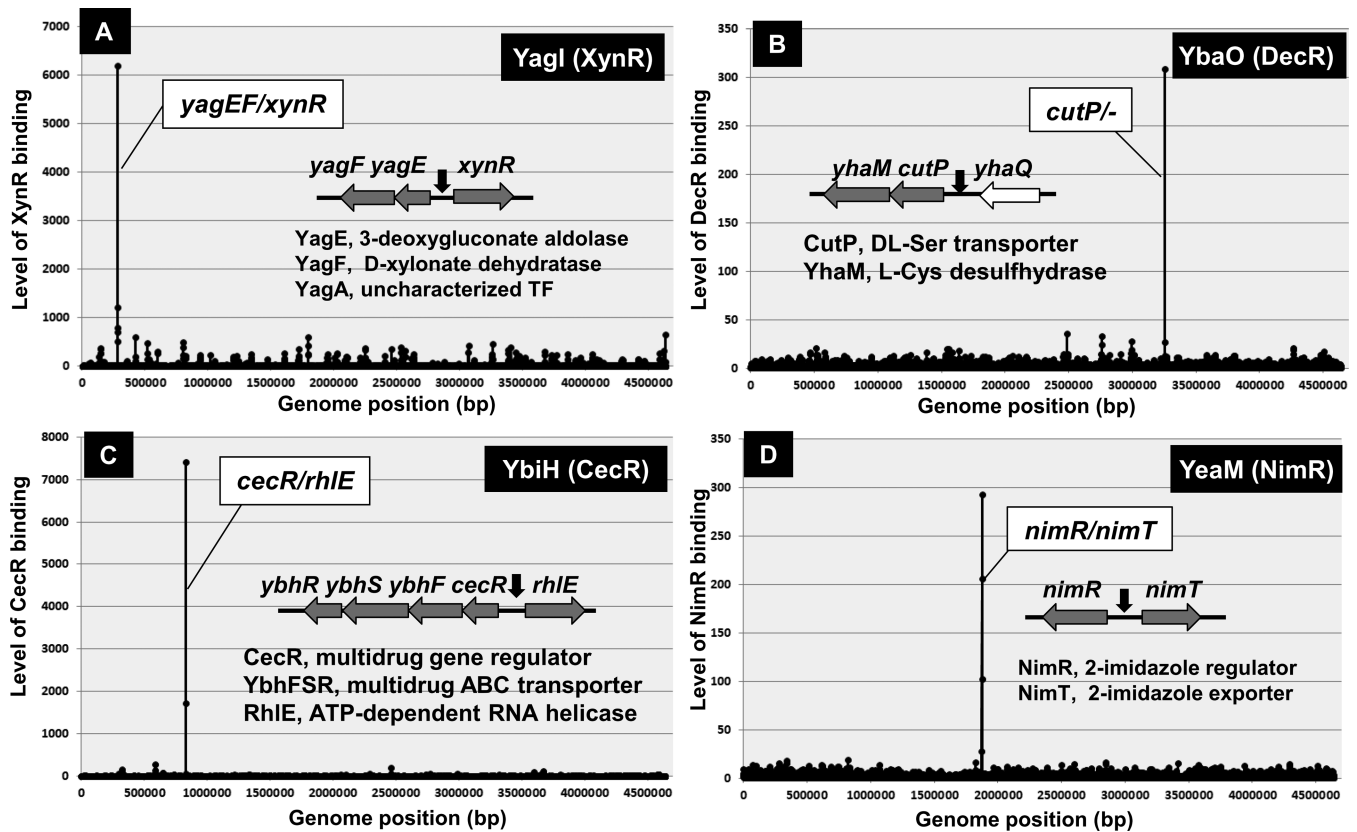 A
YagI (XynR)
Level of XynR binding
7000
6000
5000
4000
3000
2000
1000
0
yagEF/xynR
yagF yagE xynR
YagE, 3-deoxygluconate aldolase
YagF, D-xylonate dehydratase
YagA, uncharacterized TF
0 500000 1000000 1500000 2000000 2500000 3000000 3500000 4000000 4500000
Genome position (bp)
B
YbaO (DecR)
Level of DecR binding
350
300
250
200
150
100
50
0
cutP/-
yhaM cutP yhaQ
CutP, DL-Ser transporter
YhaM, L-Cys desulfhydrase
0 500000 1000000 1500000 2000000 2500000 3000000 3500000 4000000 4500000
Genome position (bp)
C
YbiH (CecR)
Level of CecR binding
8000
7000
6000
5000
4000
3000
2000
1000
0
cecR/rhlE
ybhR ybhS ybhF cecR rhlE
CecR, multidrug gene regulator
YbhFSR, multidrug ABC transporter
RhlE, ATP-dependent RNA helicase
0 500000 1000000 1500000 2000000 2500000 3000000 3500000 4000000 4500000
Genome position (bp)
D
YeaM (NimR)
Level of NimR binding
350
300
250
200
150
100
50
0
nimR/nimT
nimR nimT
NimR, 2-imidazole regulator
NimT, 2-imidazole exporter
0 500000 1000000 1500000 2000000 2500000 3000000 3500000 4000000 4500000
Genome position (bp)